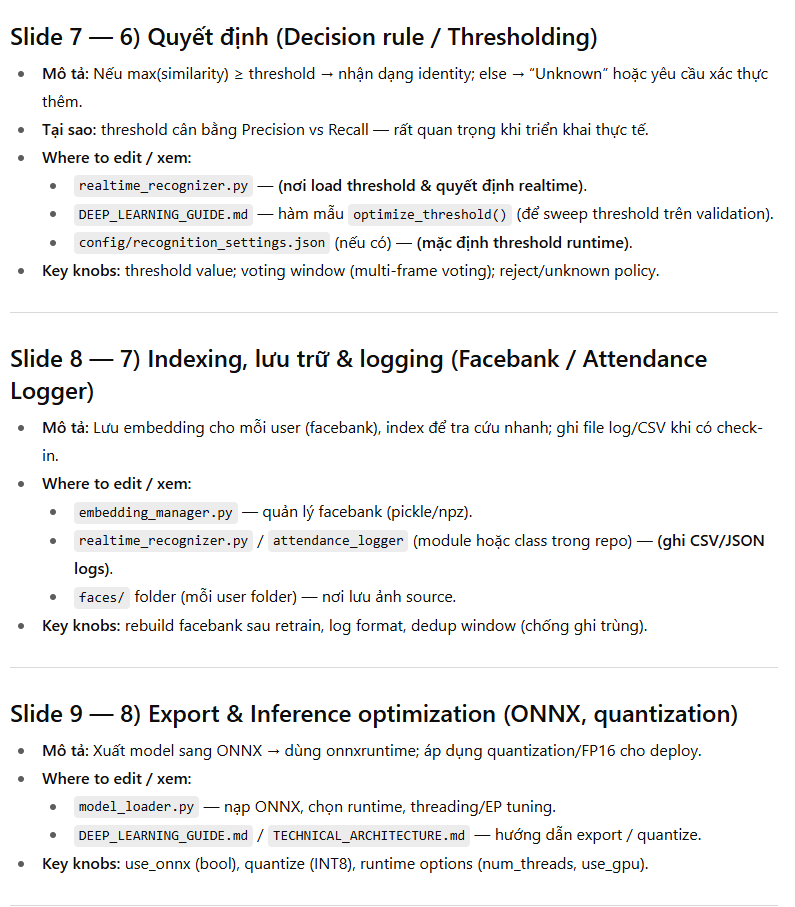 Slide 7 — 6) Quyết định (Decision rule / Thresholding)
Mô tả: Nếu max(similarity) ≥ threshold → nhận dạng identity; else → “Unknown” hoặc yêu cầu xác thực
thêm.
Tại sao: threshold cân bằng Precision vs Recall — rất quan trọng khi triển khai thực tế.
Where to edit / xem:
realtime_recognizer.py — (nơi load threshold & quyết định realtime).
DEEP_LEARNING_GUIDE.md — hàm mẫu optimize_threshold() (để sweep threshold trên validation).
config/recognition_settings.json (nếu có) — (mặc định threshold runtime).
Key knobs: threshold value; voting window (multi-frame voting); reject/unknown policy.
Slide 8 — 7) Indexing, lưu trữ & logging (Facebank / Attendance
Logger)
Mô tả: Lưu embedding cho mỗi user (facebank), index để tra cứu nhanh; ghi file log/CSV khi có check-
in.
Where to edit / xem:
embedding_manager.py — quản lý facebank (pickle/npz).
realtime_recognizer.py / attendance_logger (module hoặc class trong repo) — (ghi CSV/JSON
logs).
faces/ folder (mỗi user folder) — nơi lưu ảnh source.
Key knobs: rebuild facebank sau retrain, log format, dedup window (chống ghi trùng).
Slide 9 — 8) Export & Inference optimization (ONNX, quantization)
Mô tả: Xuất model sang ONNX → dùng onnxruntime; áp dụng quantization/FP16 cho deploy.
Where to edit / xem:
model_loader.py — nạp ONNX, chọn runtime, threading/EP tuning.
DEEP_LEARNING_GUIDE.md / TECHNICAL_ARCHITECTURE.md — hướng dẫn export / quantize.
Key knobs: use_onnx (bool), quantize (INT8), runtime options (num_threads, use_gpu).